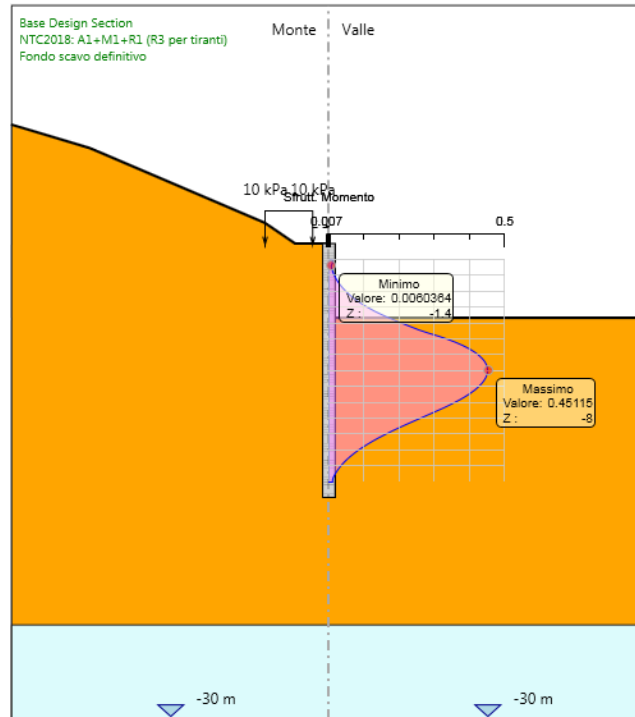 Base Design Section
NTC2018: A1+M1+R1 (R3 per tiranti)
Fondo scavo definitivo
Monte
Valle
10 kPa 10 kPa
Sfrutt. Momento
0.007
0.5
Minimo
Valore: 0.0060364
Z : -1.4
Massimo
Valore: 0.45115
Z : -8
-30 m
-30 m